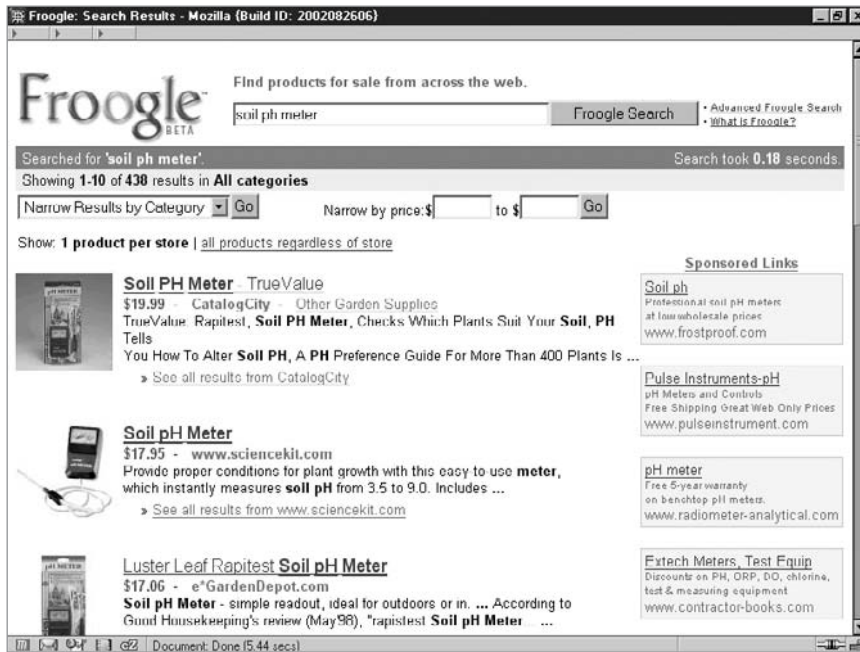 Froogle: Search Results - Mozilla {Build ID: 2002082606}
Froogle™
BETA
Find products for sale from across the web.
soil ph meter
Froogle Search
• Advanced Froogle Search
• What is Froogle?
Searched for 'soil ph meter'.
Search took 0.18 seconds.
Showing 1-10 of 438 results in All categories
Narrow Results by Category Go
Narrow by price:$ to $ Go
Show: 1 product per store | all products regardless of store
Soil PH Meter - TrueValue
$19.99 - CatalogCity - Other Garden Supplies
TrueValue: Rapitest, Soil PH Meter, Checks Which Plants Suit Your Soil, PH
Tells
You How To Alter Soil PH, A PH Preference Guide For More Than 400 Plants Is ...
» See all results from CatalogCity
Soil pH Meter
$17.95 - www.sciencekit.com
Provide proper conditions for plant growth with this easy to use meter,
which instantly measures soil pH from 3.5 to 9.0. Includes ...
» See all results from www.sciencekit.com
Luster Leaf Rapitest Soil pH Meter
$17.06 - e*GardenDepot.com
Soil pH Meter - simple readout, ideal for outdoors or in. ... According to
Good Housekeeping's review (May'98), "rapistest Soil pH Meter ... ...
Sponsored Links
Soil ph
Professional soil pH meters
at low wholesale prices
www.frostproof.com
Pulse Instruments-pH
pH Meters and Controls
Free Shipping Great Web Only Prices
www.pulseinstrument.com
pH meter
Free 5-year warranty
on benchtop pH meters.
www.radiometer-analytical.com
Extech Meters, Test Equip
Discounts on PH, ORP, DO, chlorine,
test & measuring equipment
www.contractor-books.com
Document: Done (5.44 secs)